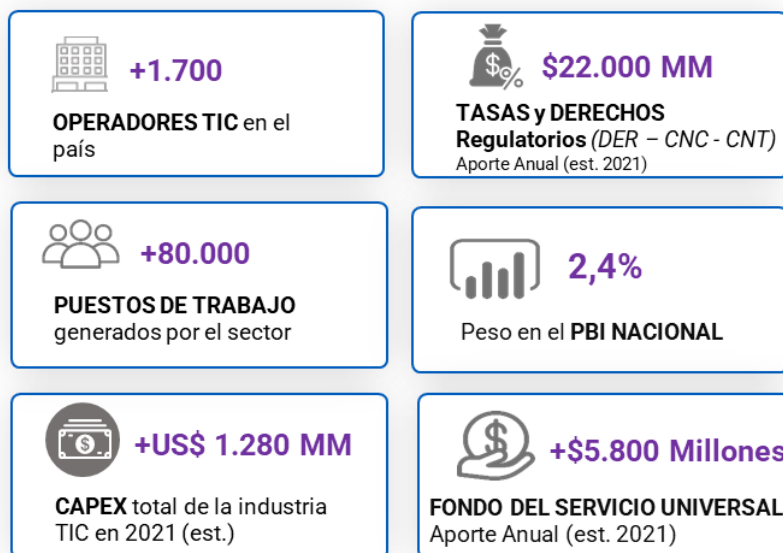 +1.700
OPERADORES TIC en el
país
$22.000 MM
TASAS y DERECHOS
Regulatorios (DER – CNC - CNT)
Aporte Anual (est. 2021)
+80.000
PUESTOS DE TRABAJO
generados por el sector
2,4%
Peso en el PBI NACIONAL
+US$ 1.280 MM
CAPEX total de la industria
TIC en 2021 (est.)
+$5.800 Millones
FONDO DEL SERVICIO UNIVERSAL
Aporte Anual (est. 2021)